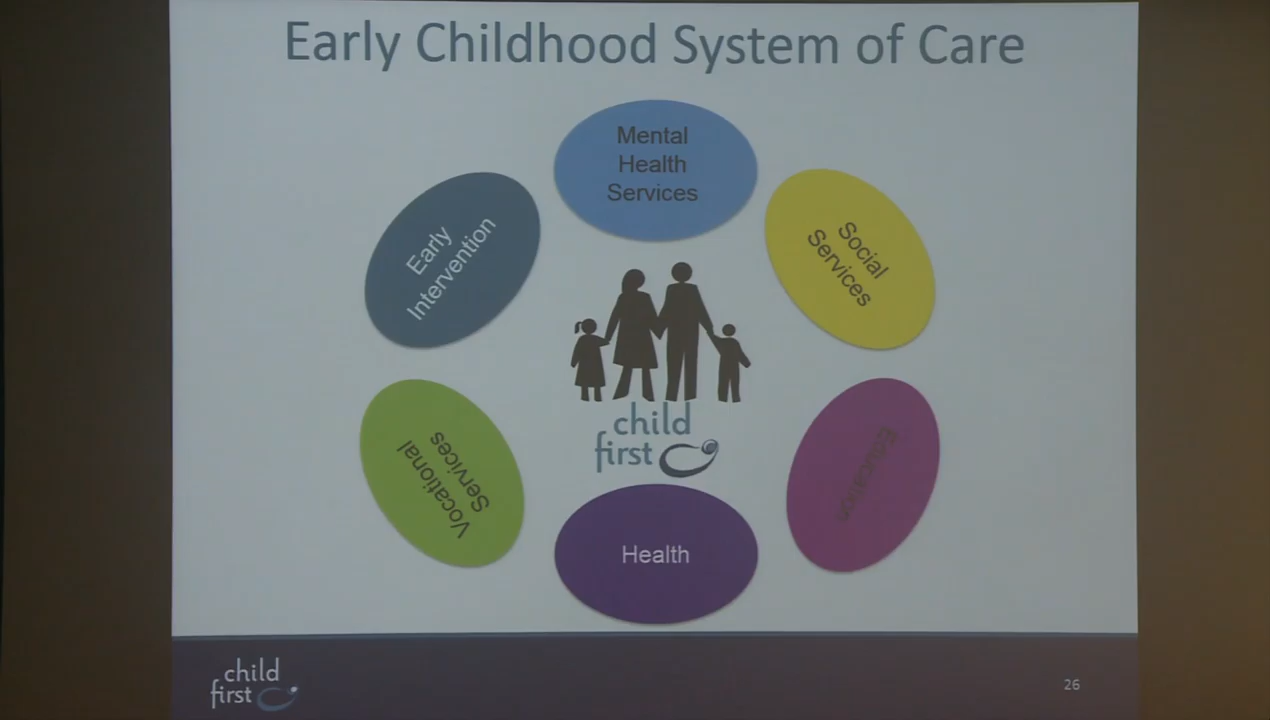 Early Childhood System of Care
Mental
Health
Services
Early
Intervention
Social
Services
child
first
Vocational
Services
Education
Health
child
first
26